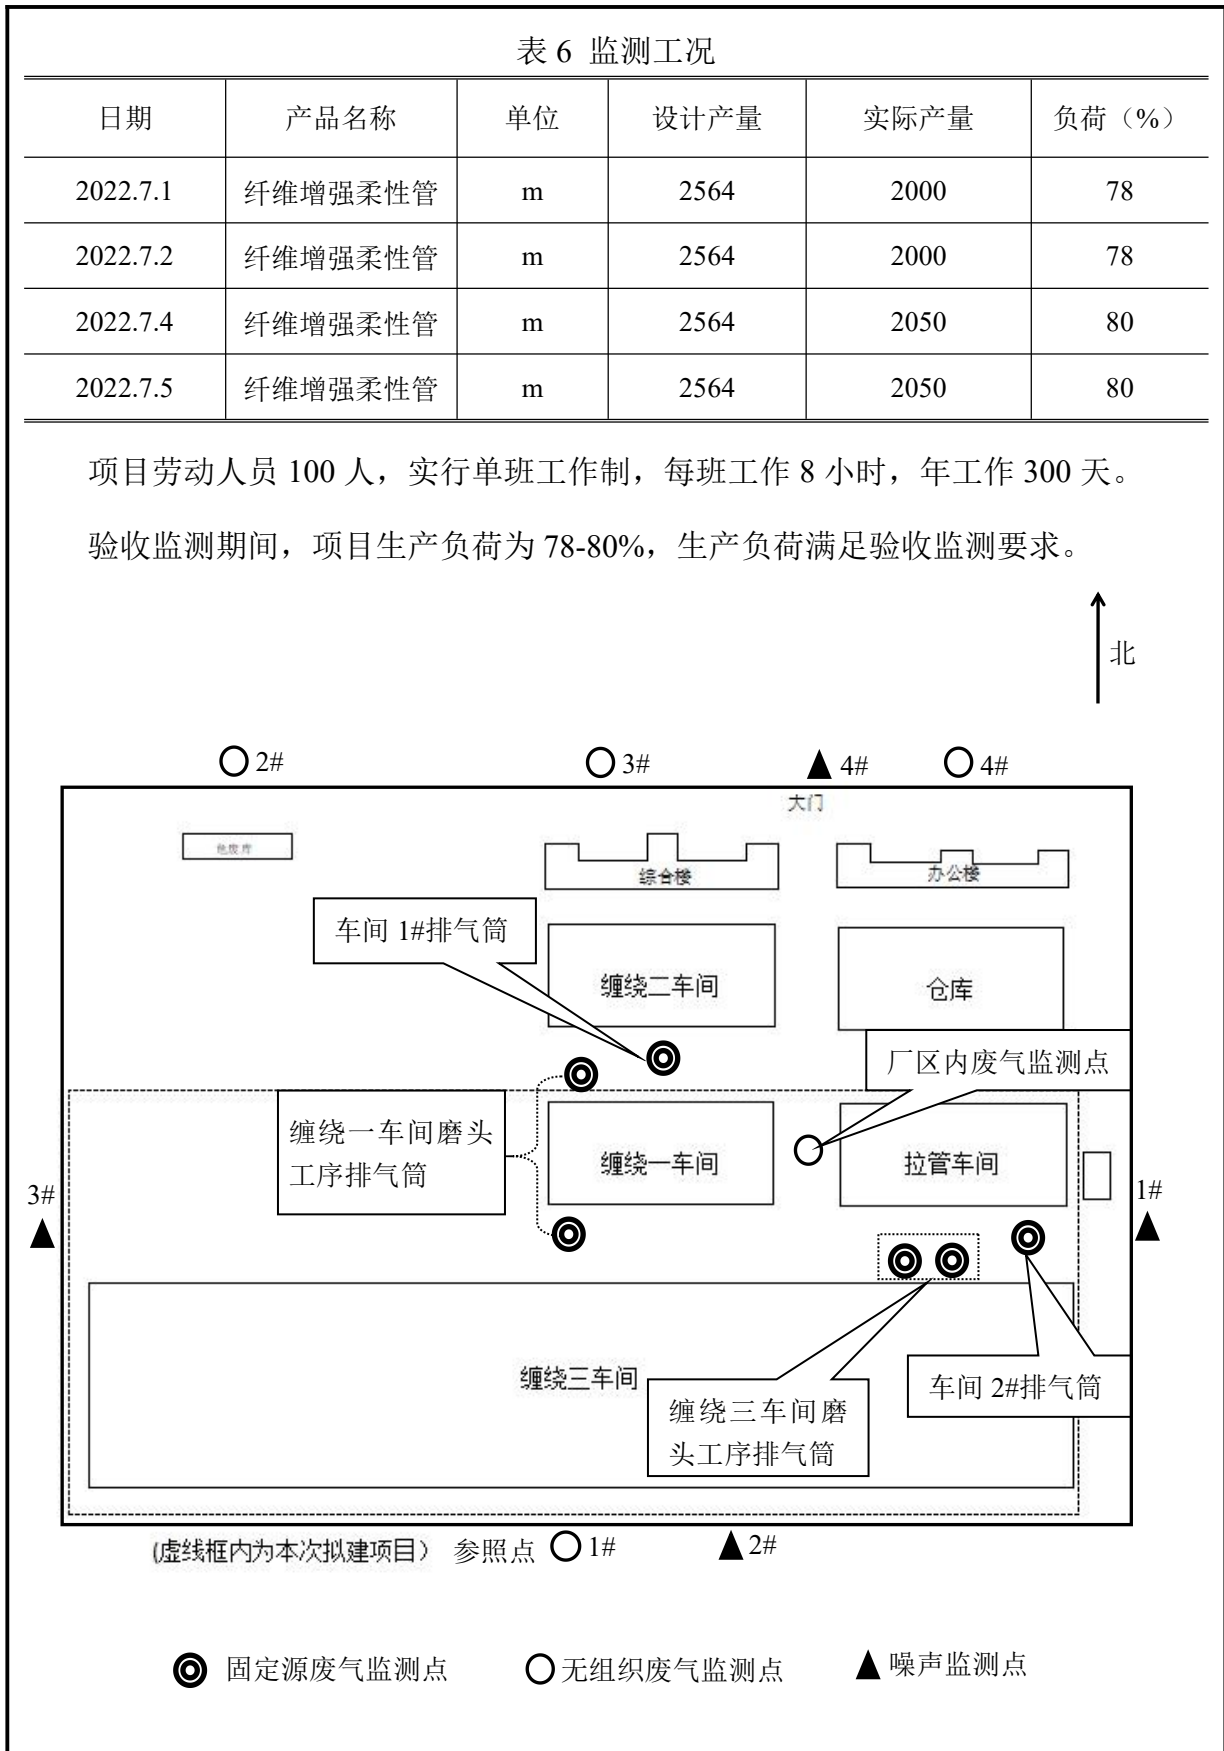 表 6 监测工况
日期 产品名称 单位 设计产量 实际产量 负荷（%）
2022.7.1 纤维增强柔性管 m 2564 2000 78
2022.7.2 纤维增强柔性管 m 2564 2000 78
2022.7.4 纤维增强柔性管 m 2564 2050 80
2022.7.5 纤维增强柔性管 m 2564 2050 80
项目劳动人员 100 人，实行单班工作制，每班工作 8 小时，年工作 300 天。
验收监测期间，项目生产负荷为 78-80%，生产负荷满足验收监测要求。
北
2# 3# 4# 4#
大门
危废库
综合楼 办公楼
车间 1#排气筒
缠绕二车间 仓库
厂区内废气监测点
缠绕一车间磨头
工序排气筒
缠绕一车间 拉管车间
3# 1#
缠绕三车间
车间 2#排气筒
缠绕三车间磨
头工序排气筒
(虚线框内为本次拟建项目） 参照点 1# 2#
固定源废气监测点 无组织废气监测点 噪声监测点